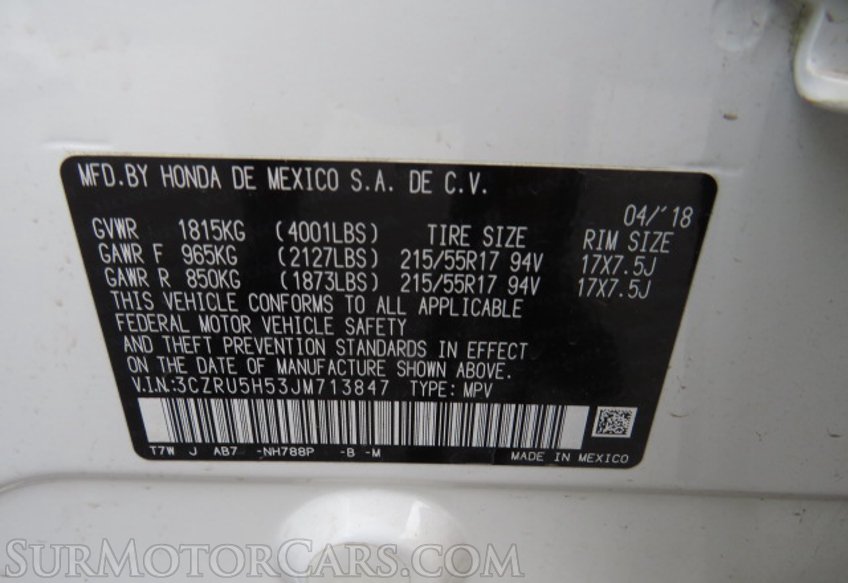 MFD.BY HONDA DE MEXICO S.A. DE C.V.
04/'18
GVWR 1815KG (4001LBS) TIRE SIZE RIM SIZE
GAWR F 965KG (2127LBS) 215/55R17 94V 17X7.5J
GAWR R 850KG (1873LBS) 215/55R17 94V 17X7.5J
THIS VEHICLE CONFORMS TO ALL APPLICABLE
FEDERAL MOTOR VEHICLE SAFETY
AND THEFT PREVENTION STANDARDS IN EFFECT
ON THE DATE OF MANUFACTURE SHOWN ABOVE.
V.I.N:3CZRU5H53JM713847 TYPE: MPV
T7W J AB7 -NH788P -B -M MADE IN MEXICO
SURMOTORCARS.COM